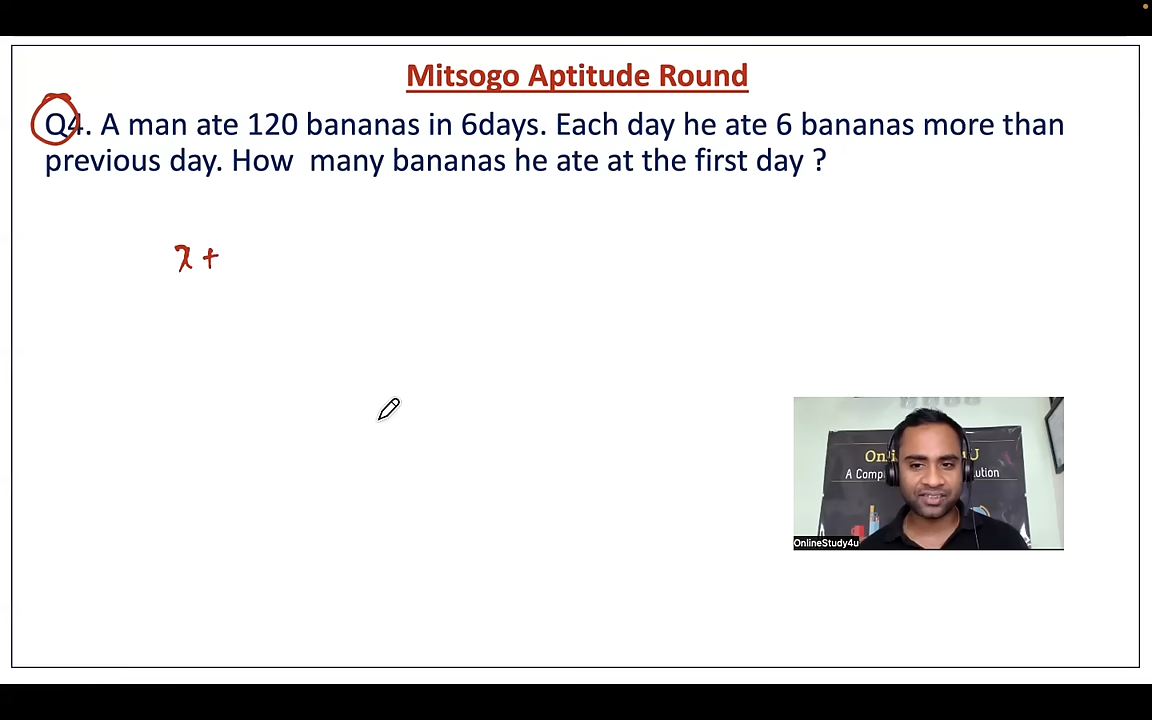 Mitsogo Aptitude Round
Q4. A man ate 120 bananas in 6days. Each day he ate 6 bananas more than
previous day. How many bananas he ate at the first day ?
x +
A Comp
ution
OnlineStudy4u